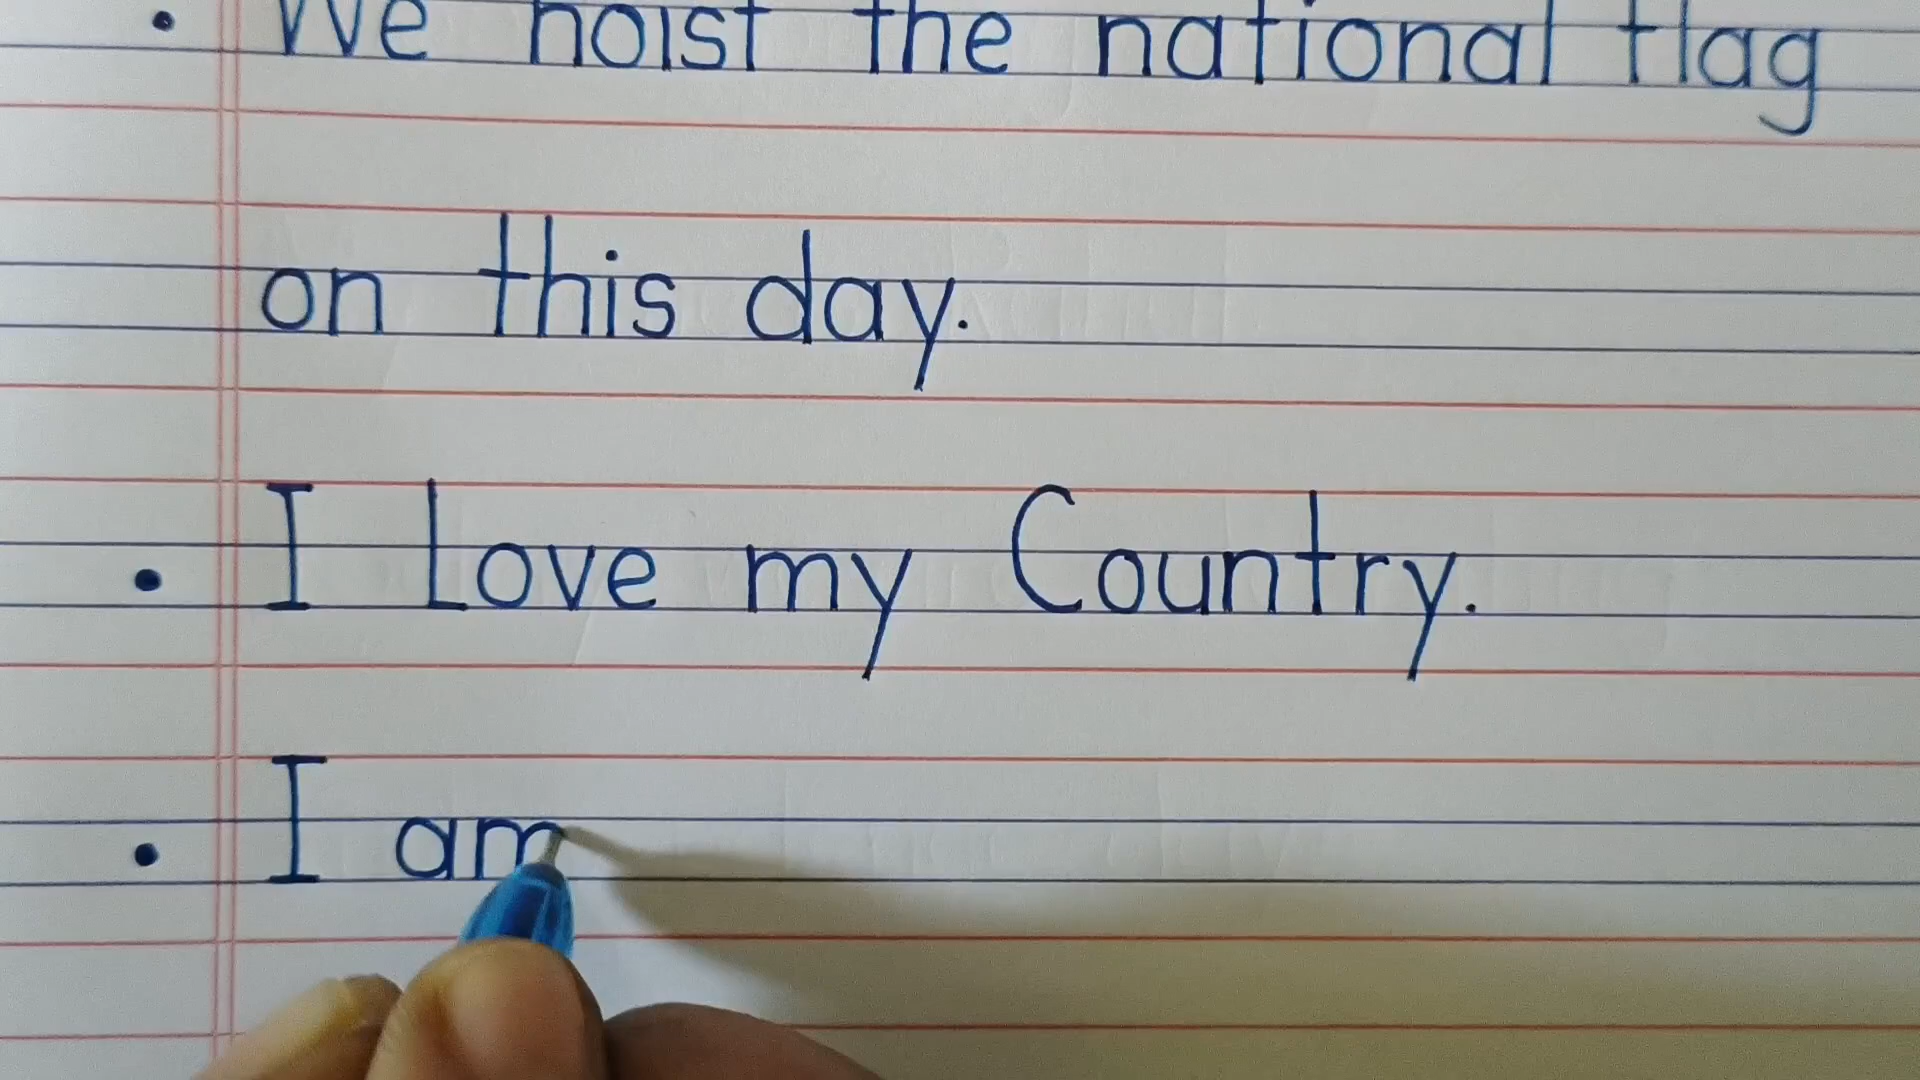 • We hoist the national flag
on this day.
• I Love my Country.
• I am